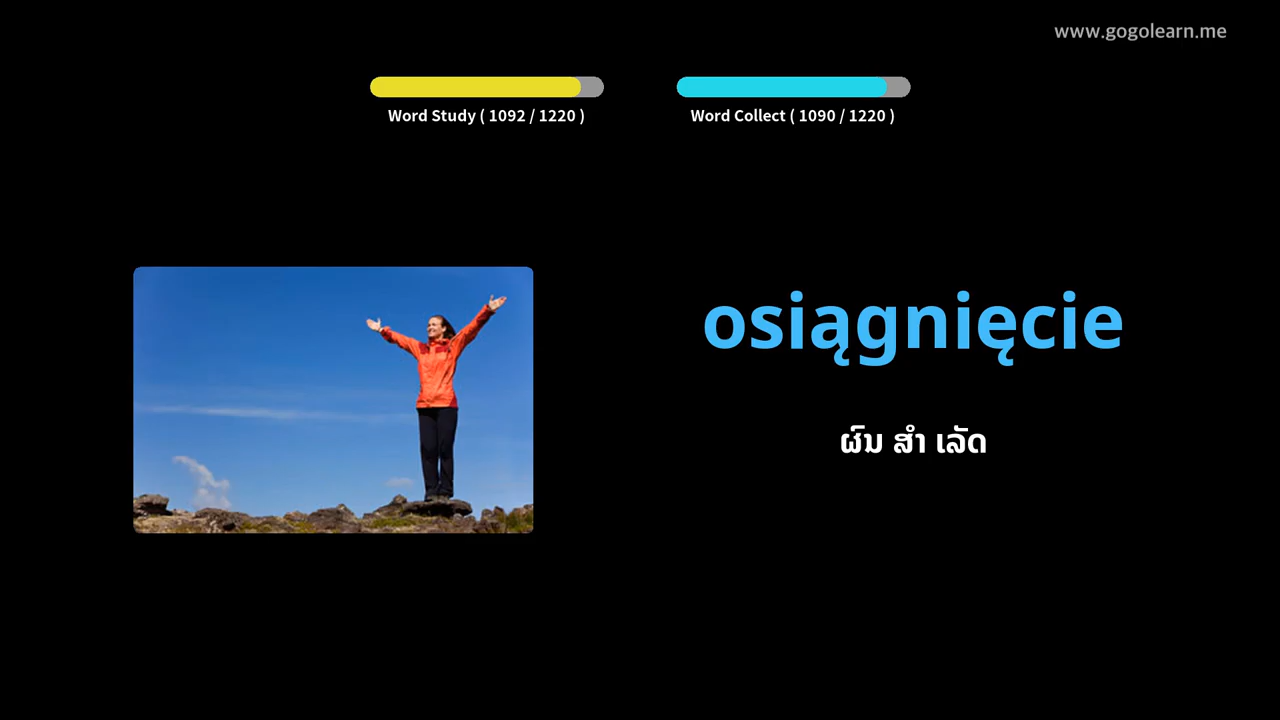 www.gogolearn.me
Word Study ( 1092 / 1220 )
Word Collect ( 1090 / 1220 )
osiągnięcie
ຜົນ ສຳ ເລັດ